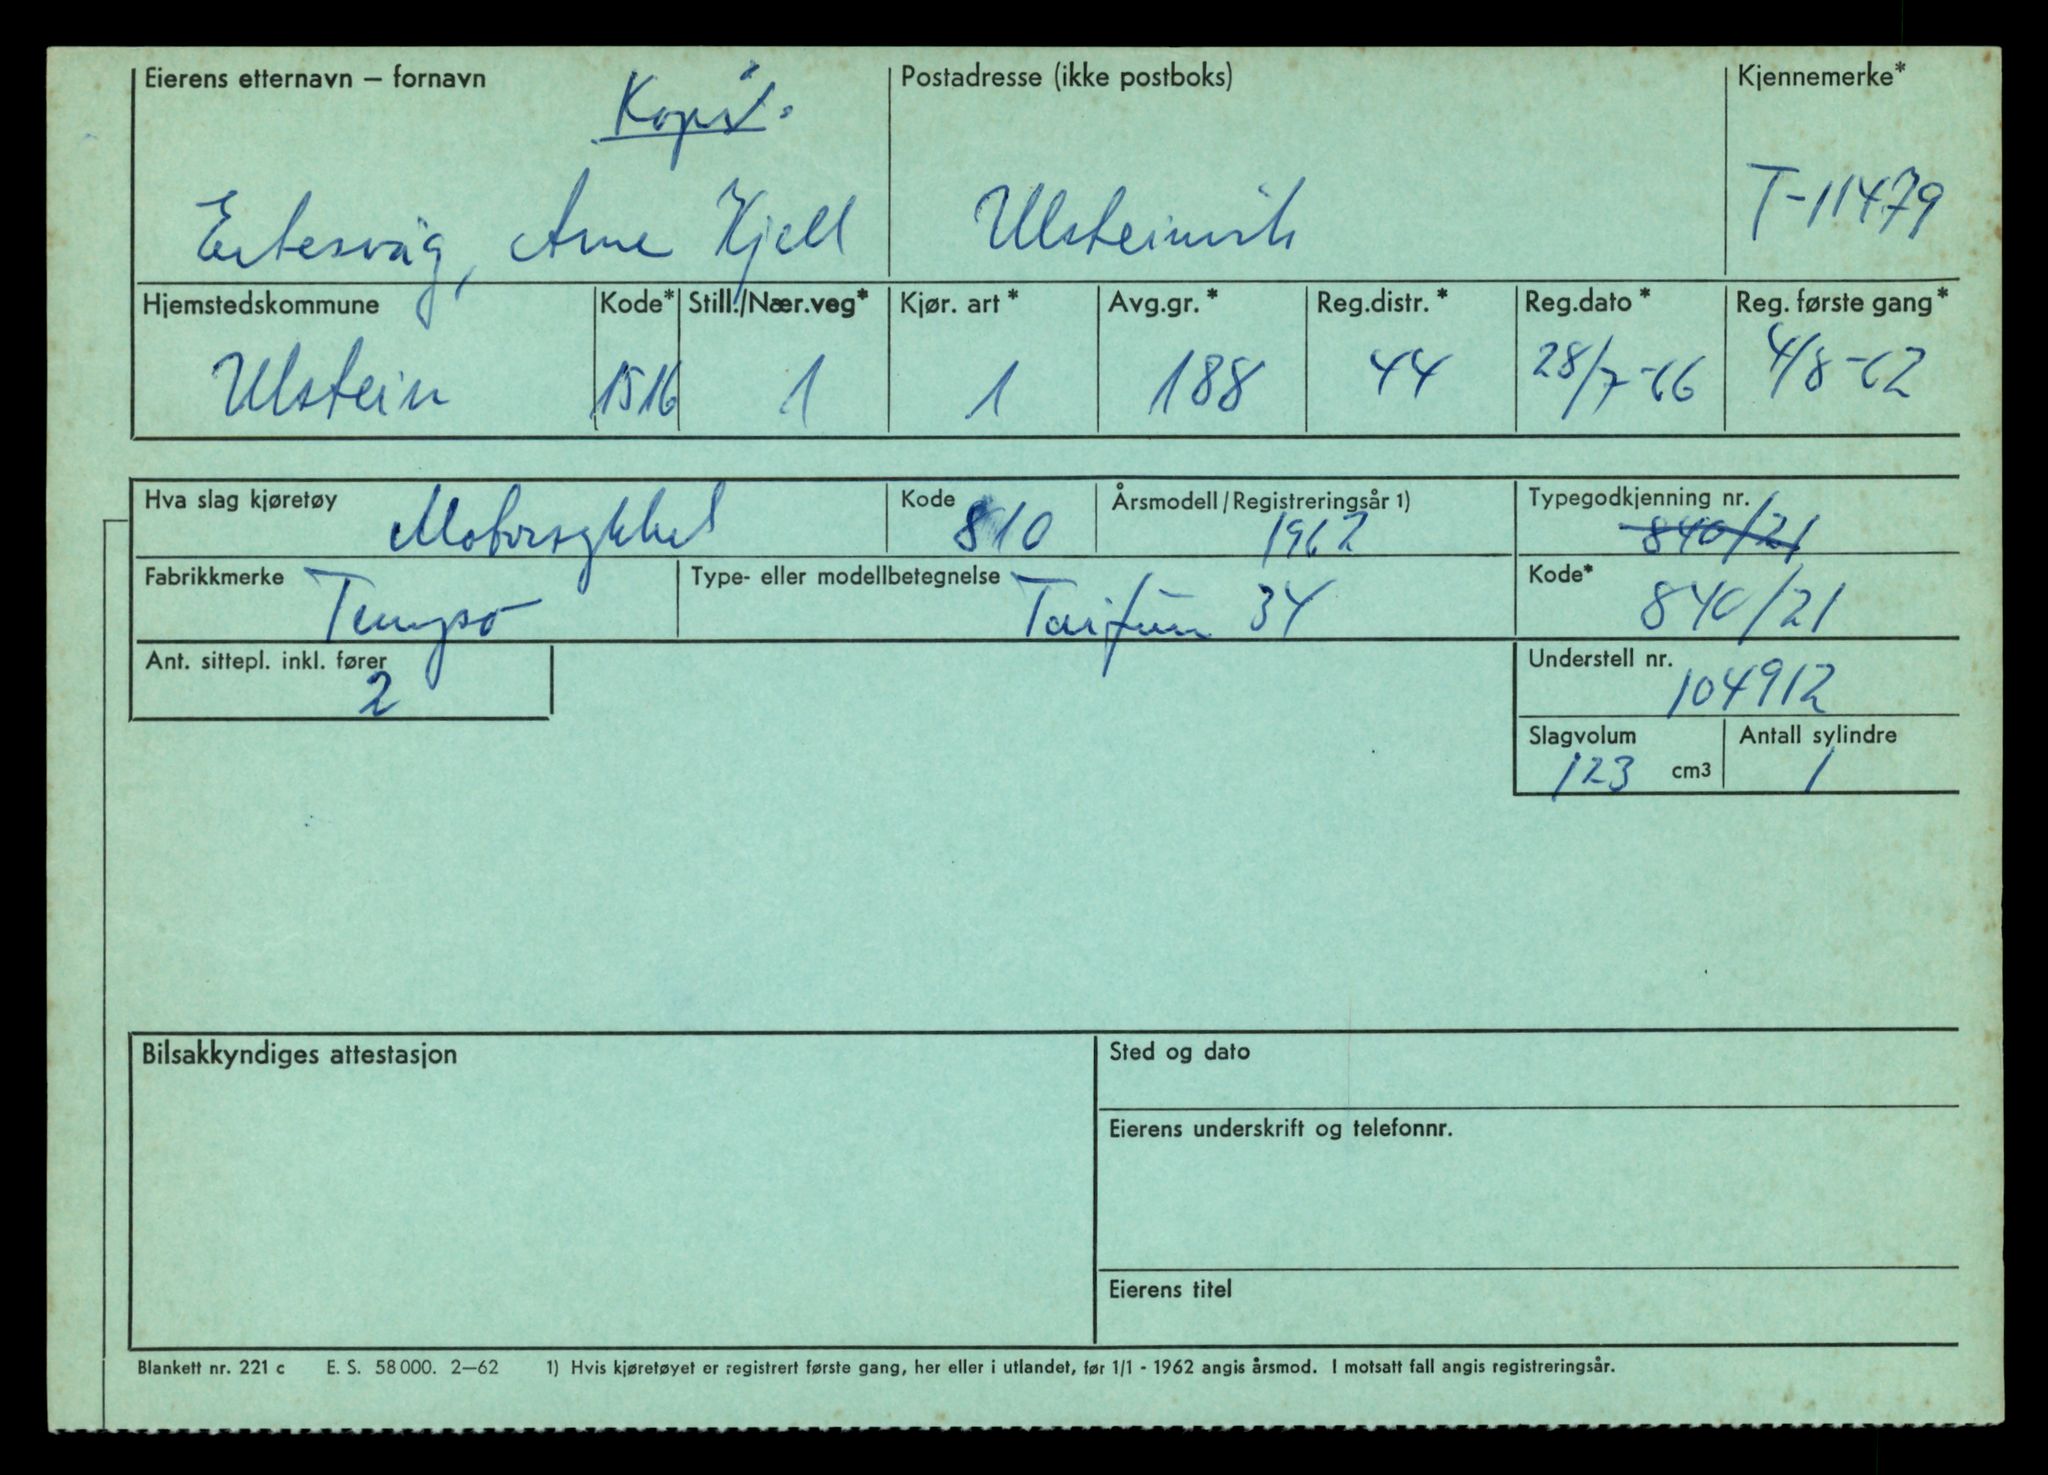 Eierens etternavn – fornavn Postadresse (ikke postboks) Kjennemerke*
Kopi.
Ertesvåg, Arne Kjell Ulsteinvik T-11479
Hjemstedskommune Kode* Still./Nær.veg* Kjør. art* Avg.gr.* Reg.distr.* Reg.dato* Reg. første gang*
Ulstein 1516 1 1 188 44 28/7-66 4/8-62
Hva slag kjøretøy Kode Årsmodell/Registreringsår 1) Typegodkjenning nr.
Motorsykkel 810 1962 840/21
Fabrikkmerke Type- eller modellbetegnelse Kode*
Tempo Taifun 34 840/21
Ant. sittepl. inkl. fører Understell nr.
2 104912
Slagvolum Antall sylindre
123 cm3 1
Bilsakkyndiges attestasjon Sted og dato
Eierens underskrift og telefonnr.
Eierens titel
Blankett nr. 221 c E. S. 58000. 2–62 1) Hvis kjøretøyet er registrert første gang, her eller i utlandet, før 1/1 - 1962 angis årsmod. I motsatt fall angis registreringsår.